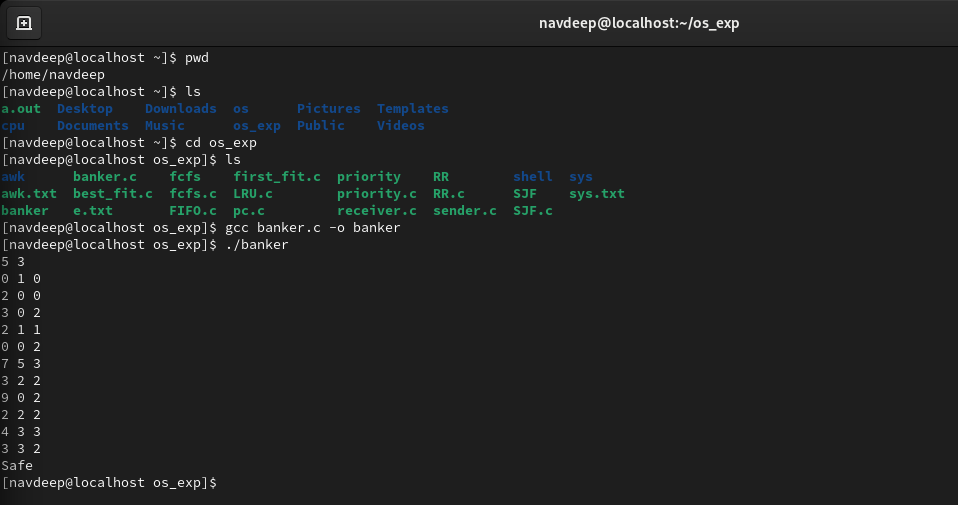 navdeep@localhost:~/os_exp
[navdeep@localhost ~]$ pwd
/home/navdeep
[navdeep@localhost ~]$ ls
a.out  Desktop    Downloads  os      Pictures  Templates
cpu    Documents  Music      os_exp  Public    Videos
[navdeep@localhost ~]$ cd os_exp
[navdeep@localhost os_exp]$ ls
awk      banker.c    fcfs    first_fit.c  priority    RR        shell  sys
awk.txt  best_fit.c  fcfs.c  LRU.c        priority.c  RR.c      SJF    sys.txt
banker   e.txt       FIFO.c  pc.c         receiver.c  sender.c  SJF.c
[navdeep@localhost os_exp]$ gcc banker.c -o banker
[navdeep@localhost os_exp]$ ./banker
5 3
0 1 0
2 0 0
3 0 2
2 1 1
0 0 2
7 5 3
3 2 2
9 0 2
2 2 2
4 3 3
3 3 2
Safe
[navdeep@localhost os_exp]$